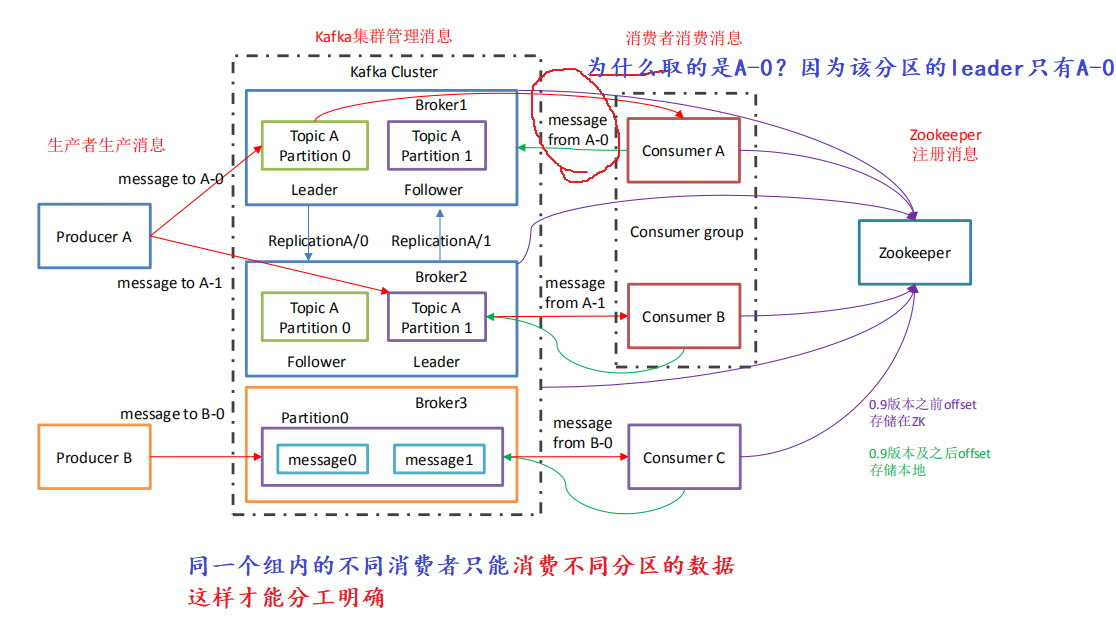 Kafka集群管理消息
消费者消费消息
为什么取的是A-0？因为该分区的leader只有A-0
Kafka Cluster
生产者生产消息
Broker1
Topic A
Partition 0
Topic A
Partition 1
Leader
Follower
message
from A-0
Consumer A
Zookeeper
注册消息
message to A-0
Producer A
message to A-1
ReplicationA/0
ReplicationA/1
Consumer group
Zookeeper
Broker2
Topic A
Partition 0
Topic A
Partition 1
Follower
Leader
message
from A-1
Consumer B
message to B-0
Producer B
Broker3
Partition0
message0
message1
message
from B-0
Consumer C
0.9版本之前offset
存储在ZK
0.9版本及之后offset
存储本地
同一个组内的不同消费者只能消费不同分区的数据
这样才能分工明确